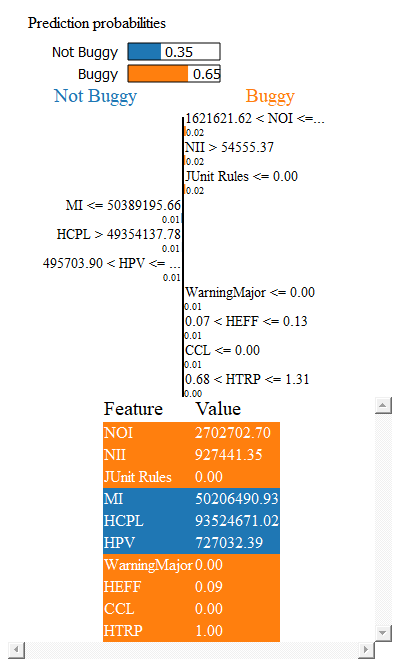 Prediction probabilities
Not Buggy 0.35
Buggy 0.65
Not Buggy Buggy
1621621.62 < NOI <=...
0.02
NII > 54555.37
0.02
JUnit Rules <= 0.00
0.02
MI <= 50389195.66
0.01
HCPL > 49354137.78
0.01
495703.90 < HPV <= ...
0.01
WarningMajor <= 0.00
0.01
0.07 < HEFF <= 0.13
0.01
CCL <= 0.00
0.01
0.68 < HTRP <= 1.31
0.00
Feature Value
NOI 2702702.70
NII 927441.35
JUnit Rules 0.00
MI 50206490.93
HCPL 93524671.02
HPV 727032.39
WarningMajor 0.00
HEFF 0.09
CCL 0.00
HTRP 1.00